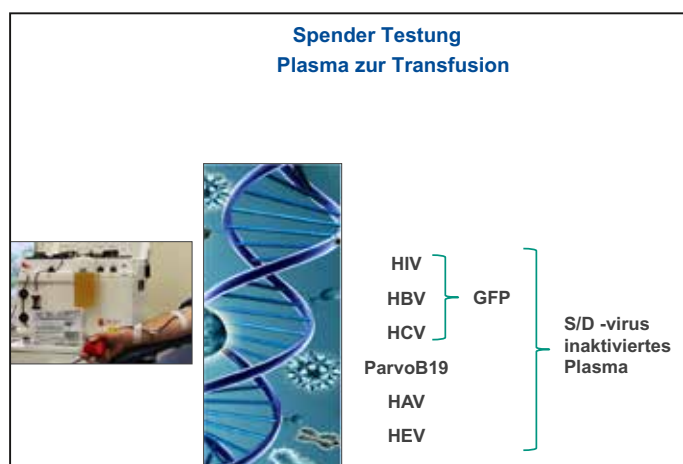 Spender Testung
Plasma zur Transfusion
HIV
HBV
HCV
GFP
ParvoB19
HAV
HEV
S/D -virus
inaktiviertes
Plasma